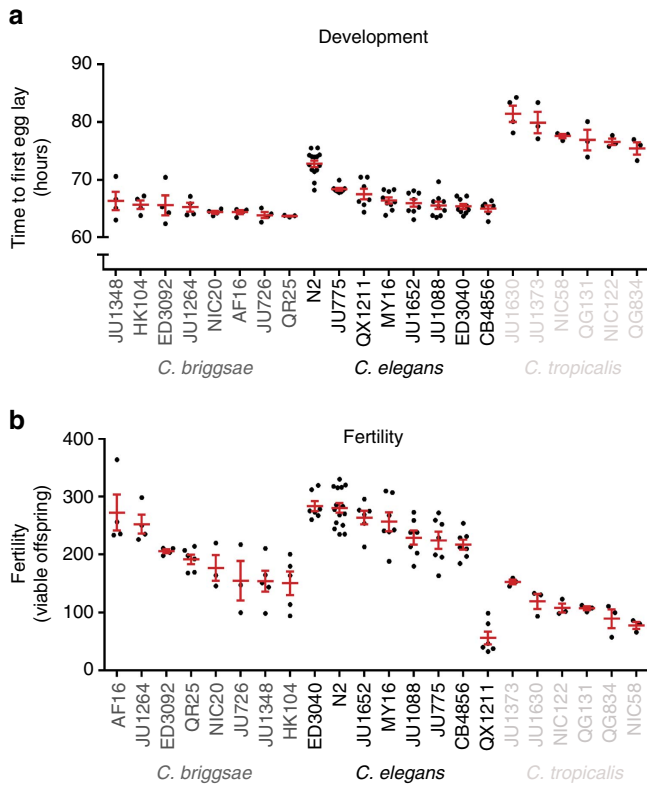 a
Development
Time to first egg lay
(hours)
90
80
70
60
JU1348 HK104 ED3092 JU1264 NIC20 AF16 JU726 QR25 N2 JU775 QX1211 MY16 JU1652 JU1088 ED3040 CB4856 JU1630 JU1373 NIC58 QG131 NIC122 QG834
C. briggsae C. elegans C. tropicalis
b
Fertility
Fertility
(viable offspring)
400
300
200
100
0
AF16 JU1264 ED3092 QR25 NIC20 JU726 JU1348 HK104 ED3040 N2 JU1652 MY16 JU1088 JU775 CB4856 QX1211 JU1373 JU1630 NIC122 QG131 QG834 NIC58
C. briggsae C. elegans C. tropicalis